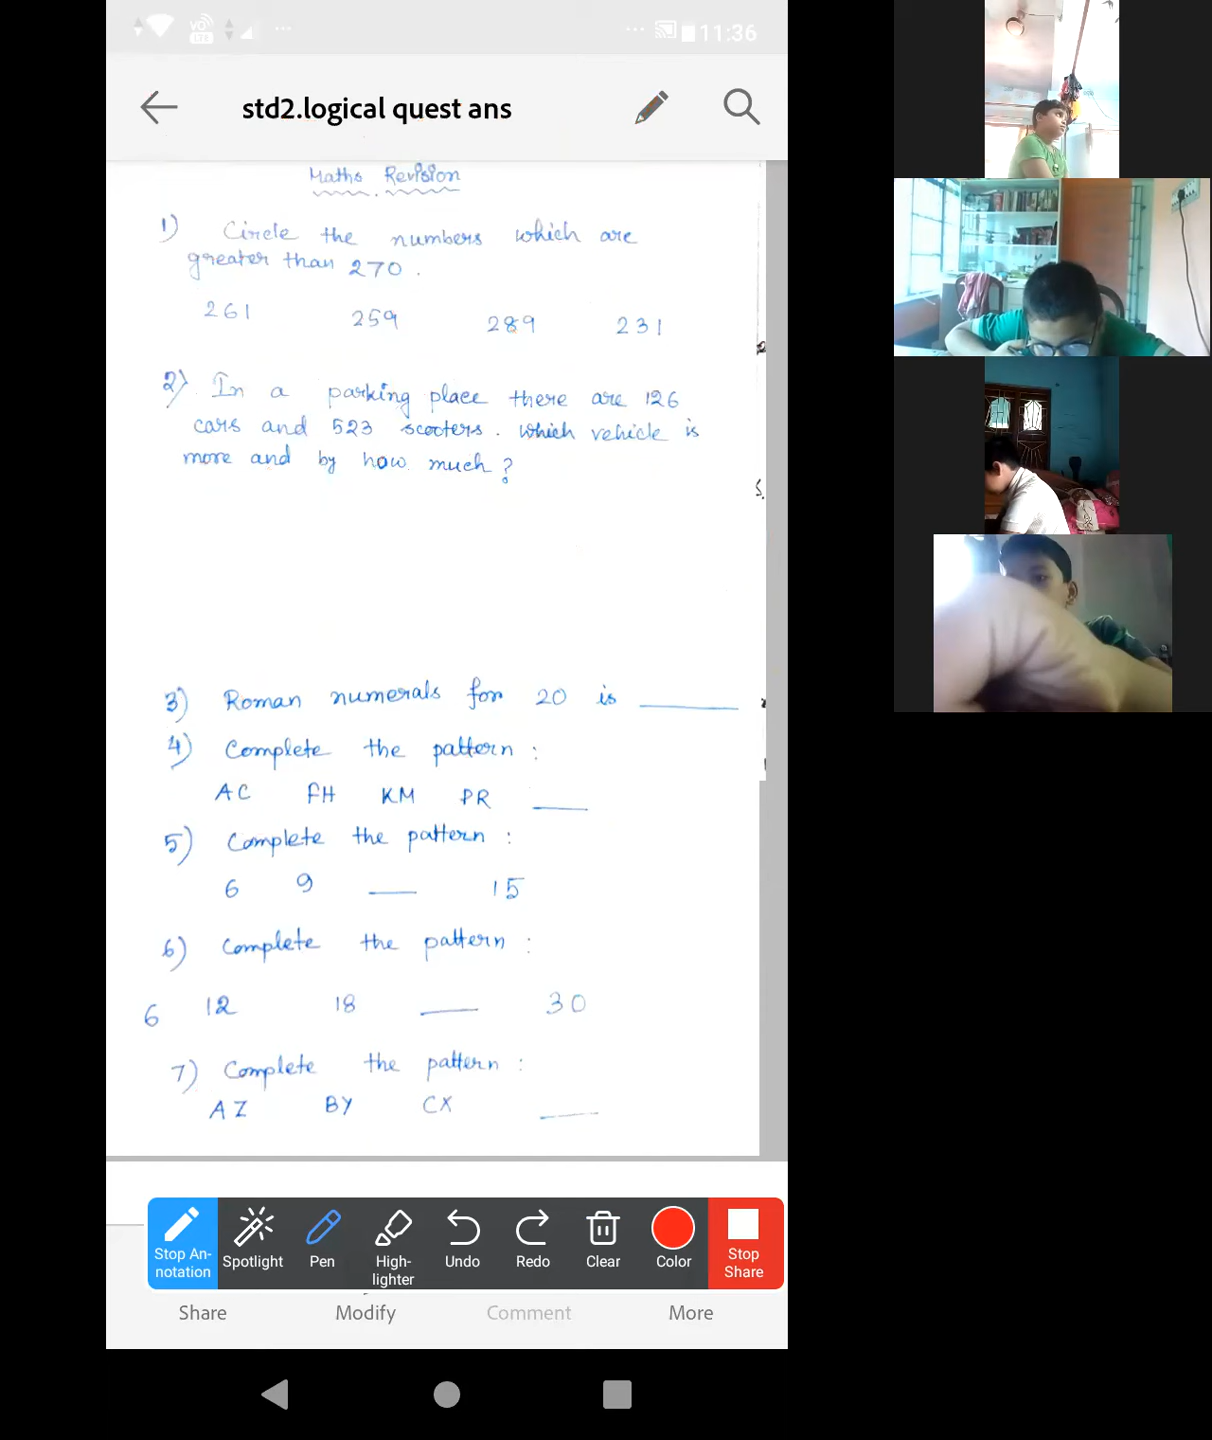 VO
LTE
11:36
std2.logical quest ans
Maths Revision
1) Circle the numbers which are
greater than 270.
261 259 289 231
2) In a parking place there are 126
cars and 523 scooters. which vehicle is
more and by how much?
3) Roman numerals for 20 is ______
4) Complete the pattern :
AC FH KM PR ____
5) Complete the pattern :
6 9 ___ 15
6) Complete the pattern :
6 12 18 ____ 30
7) Complete the pattern :
AZ BY CX ____
Stop An-
notation
Spotlight
Pen
High-
lighter
Undo
Redo
Clear
Color
Stop
Share
Share Modify Comment More